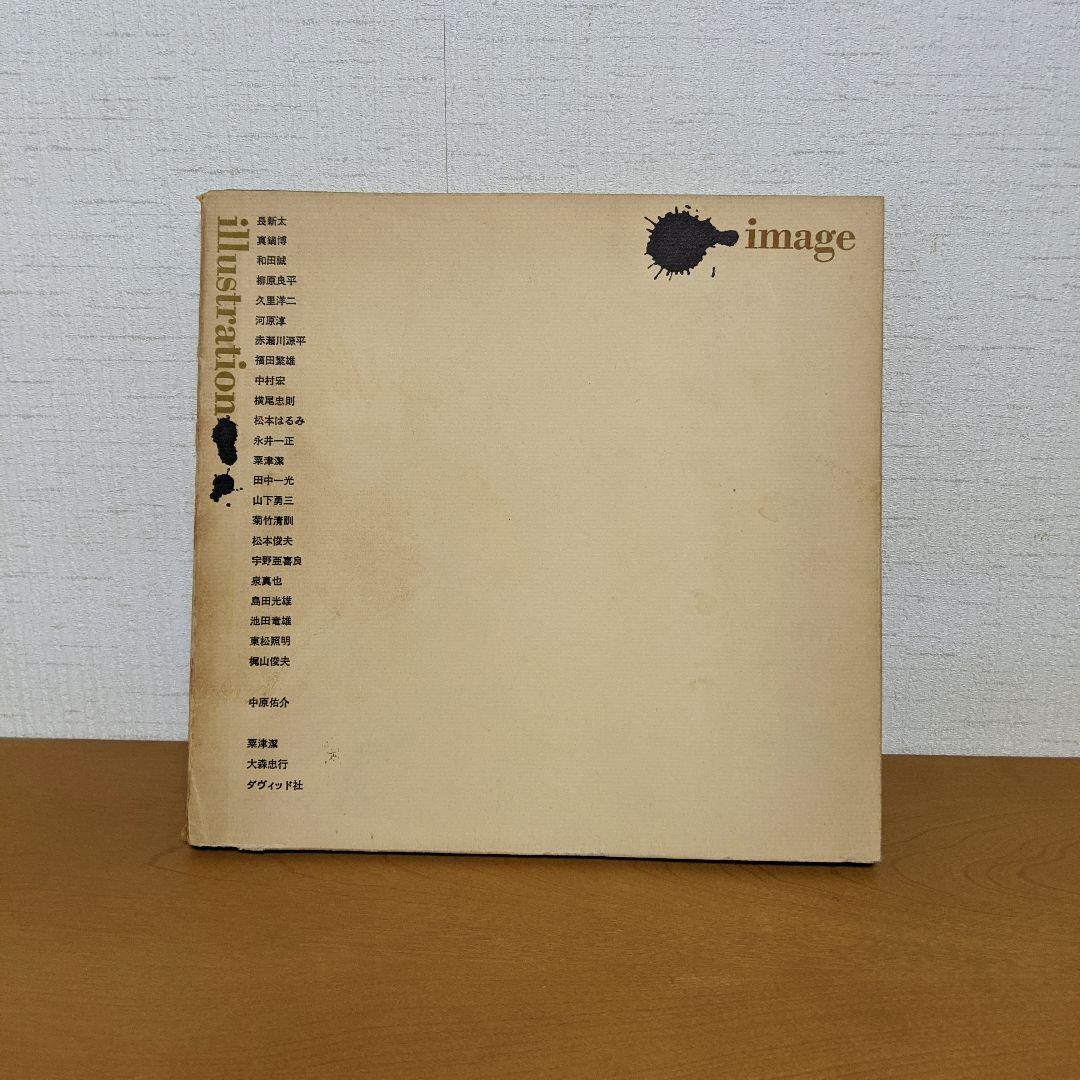 illustration
image
長新太
真鍋博
和田誠
柳原良平
久里洋二
河原淳
赤瀬川源平
福田繁雄
中村宏
横尾忠則
松本はるみ
永井一正
粟津潔
田中一光
山下勇三
菊竹清訓
松本俊夫
宇野亜喜良
泉真也
島田光雄
池田竜雄
東松照明
梶山俊夫
中原佑介
粟津潔
大森忠行
ダヴィッド社